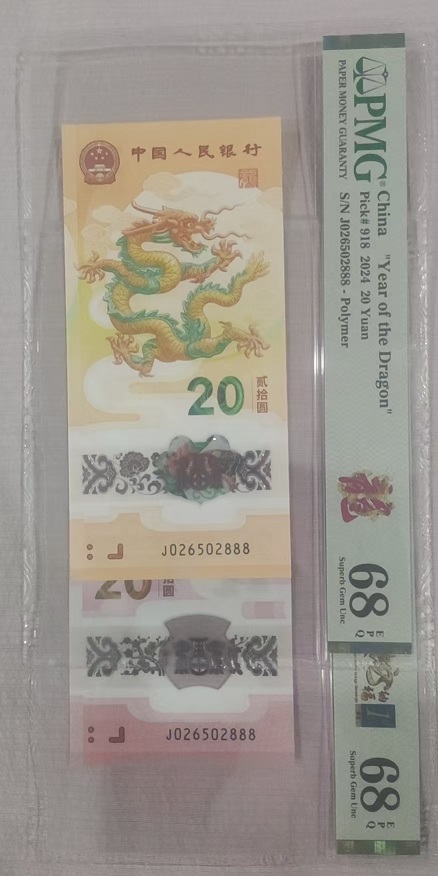 中国人民银行
20
贰拾圆
J026502888
20
拾圆
J026502888
PMG®
PAPER MONEY GUARANTY
China "Year of the Dragon"
Pick# 918 2024 20 Yuan
S/N J026502888 - Polymer
68 EPQ
Superb Gem Unc
68 EPQ
Superb Gem Unc